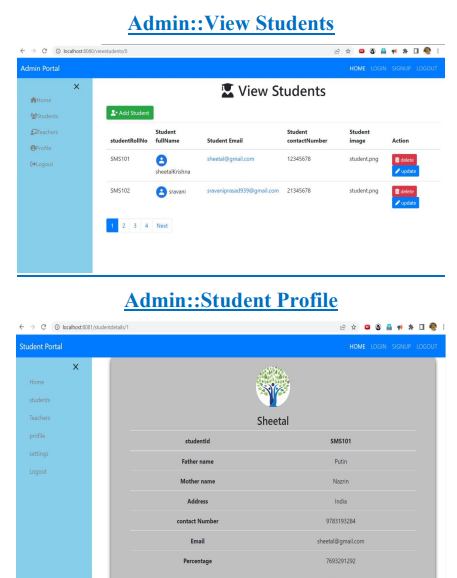 Admin::View Students
localhost:8080/viewstudents/0
Admin Portal
HOME LOGIN SIGNUP LOGOUT
X
Home
Students
Teachers
Profile
Logout
View Students
Add Student
studentRollNo Student fullName Student Email Student contactNumber Student image Action
SMS101 sheetalKrishna sheetal@gmail.com 12345678 student.png delete update
SMS102 sravani sravaniprasad939@gmail.com 21345678 student.png delete update
1 2 3 4 Next
Admin::Student Profile
localhost:8081/studentdetails/1
Student Portal
HOME LOGIN SIGNUP LOGOUT
X
Home
students
Teachers
profile
settings
Logout
Sheetal
studentId SMS101
Father name Putin
Mother name Nazrin
Address India
contact Number 9783193284
Email sheetal@gmail.com
Percentage 7693291292